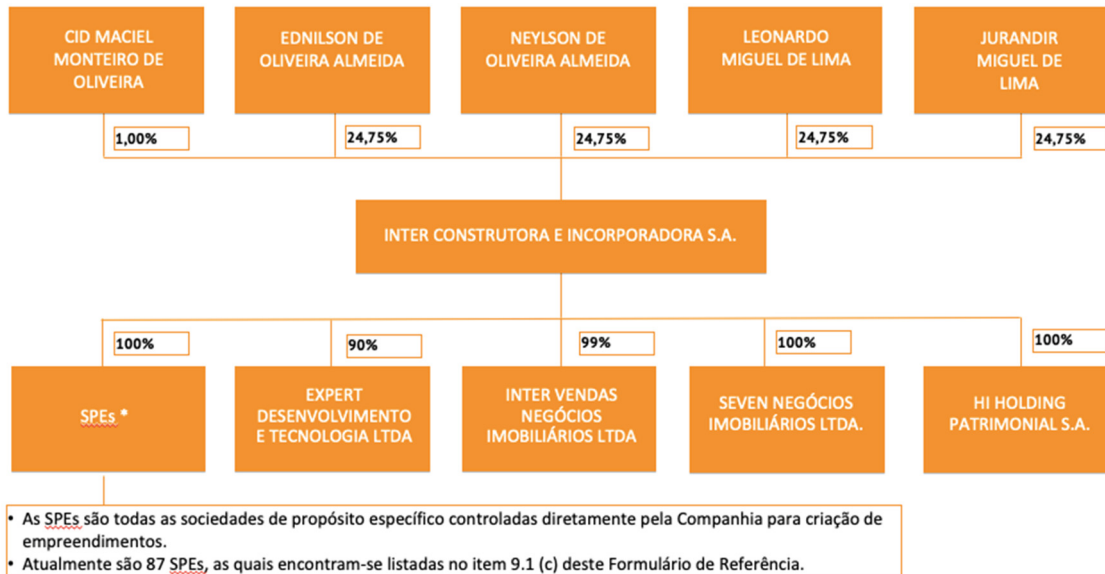 CID MACIEL
MONTEIRO DE
OLIVEIRA
EDNILSON DE
OLIVEIRA ALMEIDA
NEYLSON DE
OLIVEIRA ALMEIDA
LEONARDO
MIGUEL DE LIMA
JURANDIR
MIGUEL DE
LIMA
1,00%
24,75%
24,75%
24,75%
24,75%
INTER CONSTRUTORA E INCORPORADORA S.A.
100%
90%
99%
100%
100%
SPEs *
EXPERT
DESENVOLVIMENTO
E TECNOLOGIA LTDA
INTER VENDAS
NEGÓCIOS
IMOBILIÁRIOS LTDA
SEVEN NEGÓCIOS
IMOBILIÁRIOS LTDA.
HI HOLDING
PATRIMONIAL S.A.
• As SPEs são todas as sociedades de propósito específico controladas diretamente pela Companhia para criação de
empreendimentos.
• Atualmente são 87 SPEs, as quais encontram-se listadas no item 9.1 (c) deste Formulário de Referência.